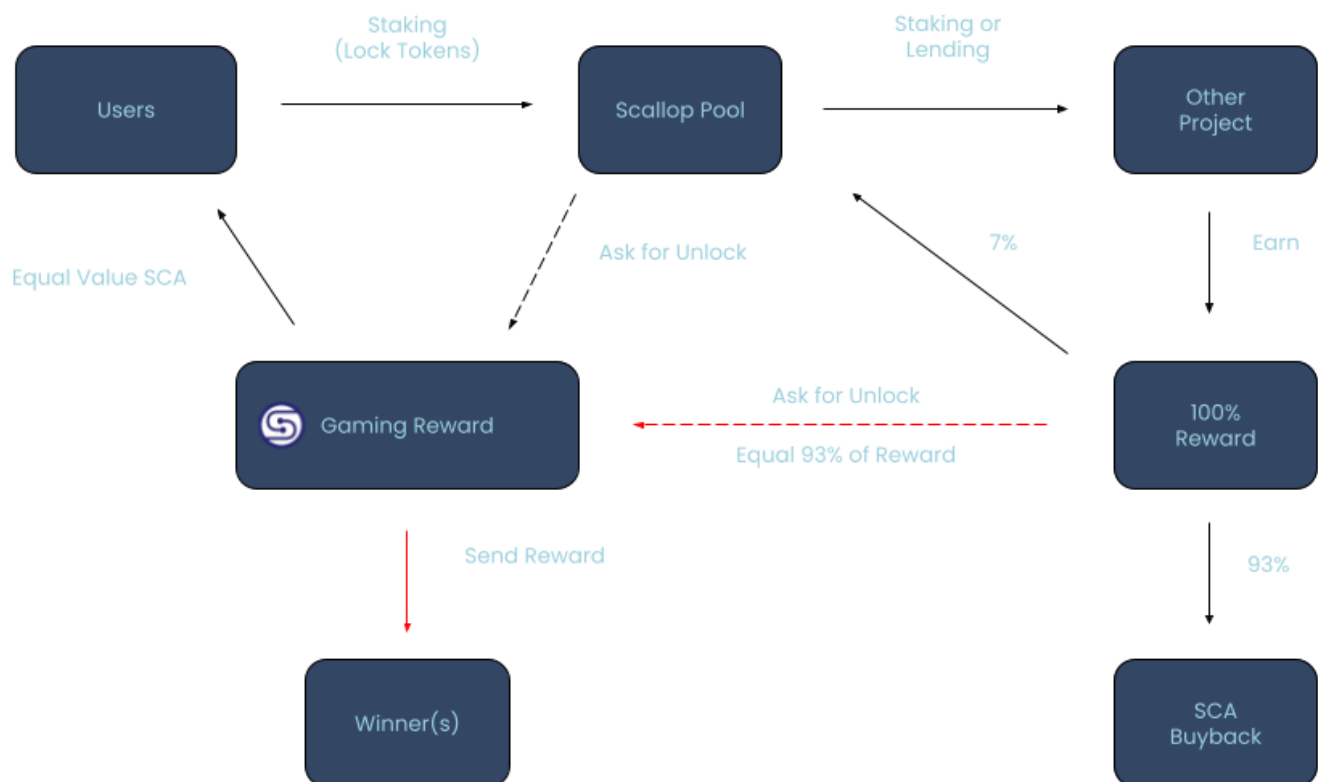 Staking
(Lock Tokens)
Staking or
Lending
Users
Scallop Pool
Other
Project
Equal Value SCA
Ask for Unlock
7%
Earn
Gaming Reward
Ask for Unlock
Equal 93% of Reward
100%
Reward
Send Reward
93%
Winner(s)
SCA
Buyback